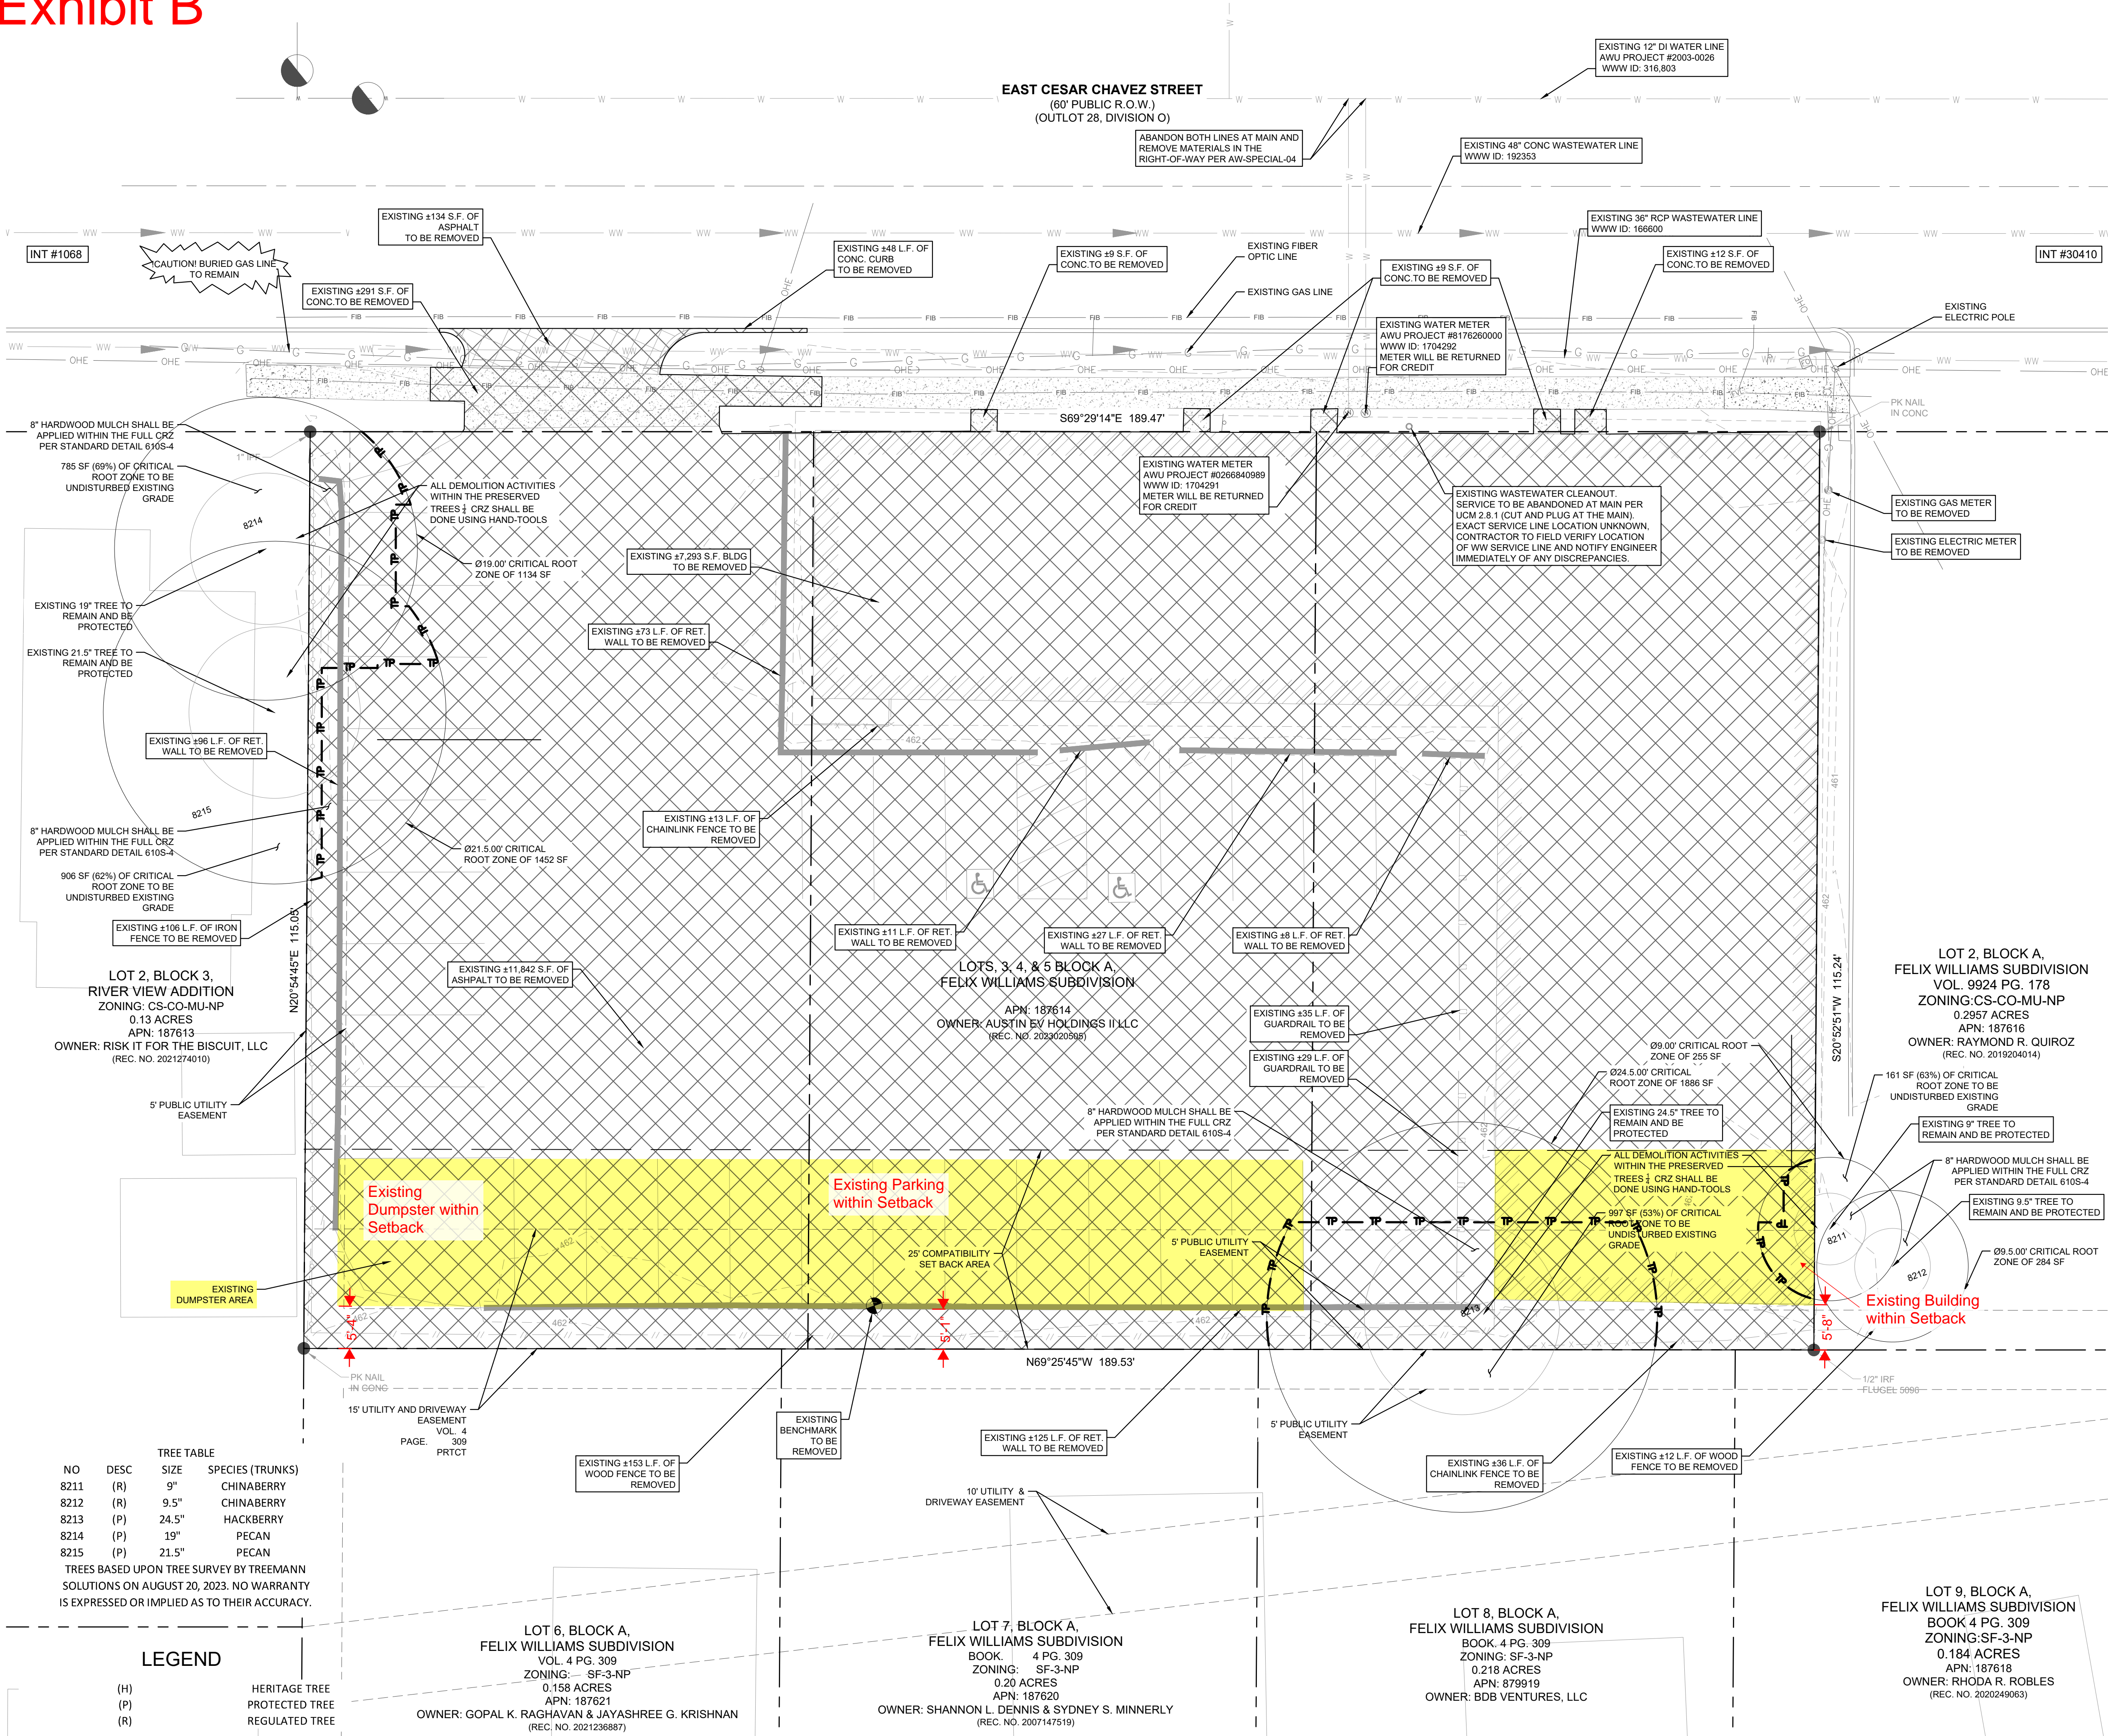 Exhibit B
EXISTING 12" DI WATER LINE
AWU PROJECT #2003-0026
WWW ID: 316,803
EAST CESAR CHAVEZ STREET
(60' PUBLIC R.O.W.)
(OUTLOT 28, DIVISION O)
ABANDON BOTH LINES AT MAIN AND
REMOVE MATERIALS IN THE
RIGHT-OF-WAY PER AW-SPECIAL-04
EXISTING 48" CONC WASTEWATER LINE
WWW ID: 192353
EXISTING ±134 S.F. OF
ASPHALT
TO BE REMOVED
EXISTING 36" RCP WASTEWATER LINE
WWW ID: 166600
INT #1068
!CAUTION! BURIED GAS LINE
TO REMAIN
EXISTING ±48 L.F. OF
CONC. CURB
TO BE REMOVED
EXISTING ±9 S.F. OF
CONC.TO BE REMOVED
EXISTING FIBER
OPTIC LINE
EXISTING ±9 S.F. OF
CONC.TO BE REMOVED
EXISTING ±12 S.F. OF
CONC.TO BE REMOVED
INT #30410
EXISTING ±291 S.F. OF
CONC.TO BE REMOVED
EXISTING GAS LINE
EXISTING
ELECTRIC POLE
EXISTING WATER METER
AWU PROJECT #8176260000
WWW ID: 1704292
METER WILL BE RETURNED
FOR CREDIT
S69°29'14"E 189.47'
PK NAIL
IN CONC
1" IPF
8" HARDWOOD MULCH SHALL BE
APPLIED WITHIN THE FULL CRZ
PER STANDARD DETAIL 610S-4
785 SF (69%) OF CRITICAL
ROOT ZONE TO BE
UNDISTURBED EXISTING
GRADE
8214
ALL DEMOLITION ACTIVITIES
WITHIN THE PRESERVED
TREES ¼ CRZ SHALL BE
DONE USING HAND-TOOLS
Ø19.00' CRITICAL ROOT
ZONE OF 1134 SF
EXISTING ±7,293 S.F. BLDG
TO BE REMOVED
EXISTING WATER METER
AWU PROJECT #0266840989
WWW ID: 1704291
METER WILL BE RETURNED
FOR CREDIT
EXISTING WASTEWATER CLEANOUT.
SERVICE TO BE ABANDONED AT MAIN PER
UCM 2.8.1 (CUT AND PLUG AT THE MAIN).
EXACT SERVICE LINE LOCATION UNKNOWN,
CONTRACTOR TO FIELD VERIFY LOCATION
OF WW SERVICE LINE AND NOTIFY ENGINEER
IMMEDIATELY OF ANY DISCREPANCIES.
EXISTING GAS METER
TO BE REMOVED
EXISTING ELECTRIC METER
TO BE REMOVED
EXISTING 19" TREE TO
REMAIN AND BE
PROTECTED
EXISTING 21.5" TREE TO
REMAIN AND BE
PROTECTED
EXISTING ±73 L.F. OF RET.
WALL TO BE REMOVED
EXISTING ±96 L.F. OF RET.
WALL TO BE REMOVED
462
461
8215
EXISTING ±13 L.F. OF
CHAINLINK FENCE TO BE
REMOVED
8" HARDWOOD MULCH SHALL BE
APPLIED WITHIN THE FULL CRZ
PER STANDARD DETAIL 610S-4
Ø21.5.00' CRITICAL
ROOT ZONE OF 1452 SF
906 SF (62%) OF CRITICAL
ROOT ZONE TO BE
UNDISTURBED EXISTING
GRADE
EXISTING ±106 L.F. OF IRON
FENCE TO BE REMOVED
N20°54'45"E 115.05'
EXISTING ±11 L.F. OF RET.
WALL TO BE REMOVED
EXISTING ±27 L.F. OF RET.
WALL TO BE REMOVED
EXISTING ±8 L.F. OF RET.
WALL TO BE REMOVED
462
S20°52'51"W 115.24'
LOT 2, BLOCK 3,
RIVER VIEW ADDITION
ZONING: CS-CO-MU-NP
0.13 ACRES
APN: 187613
OWNER: RISK IT FOR THE BISCUIT, LLC
(REC. NO. 2021274010)
EXISTING ±11,842 S.F. OF
ASHPALT TO BE REMOVED
LOTS, 3, 4, & 5 BLOCK A,
FELIX WILLIAMS SUBDIVISION
APN: 187614
OWNER: AUSTIN EV HOLDINGS II LLC
(REC. NO. 2023020505)
LOT 2, BLOCK A,
FELIX WILLIAMS SUBDIVISION
VOL. 9924 PG. 178
ZONING:CS-CO-MU-NP
0.2957 ACRES
APN: 187616
OWNER: RAYMOND R. QUIROZ
(REC. NO. 2019204014)
EXISTING ±35 L.F. OF
GUARDRAIL TO BE
REMOVED
EXISTING ±29 L.F. OF
GUARDRAIL TO BE
REMOVED
Ø9.00' CRITICAL ROOT
ZONE OF 255 SF
Ø24.5.00' CRITICAL
ROOT ZONE OF 1886 SF
161 SF (63%) OF CRITICAL
ROOT ZONE TO BE
UNDISTURBED EXISTING
GRADE
5' PUBLIC UTILITY
EASEMENT
8" HARDWOOD MULCH SHALL BE
APPLIED WITHIN THE FULL CRZ
PER STANDARD DETAIL 610S-4
EXISTING 24.5" TREE TO
REMAIN AND BE
PROTECTED
EXISTING 9" TREE TO
REMAIN AND BE PROTECTED
462
ALL DEMOLITION ACTIVITIES
WITHIN THE PRESERVED
TREES ¼ CRZ SHALL BE
DONE USING HAND-TOOLS
8" HARDWOOD MULCH SHALL BE
APPLIED WITHIN THE FULL CRZ
PER STANDARD DETAIL 610S-4
Existing
Dumpster within
Setback
Existing Parking
within Setback
997 SF (53%) OF CRITICAL
ROOT ZONE TO BE
UNDISTURBED EXISTING
GRADE
EXISTING 9.5" TREE TO
REMAIN AND BE PROTECTED
462
25' COMPATIBILITY
SET BACK AREA
5' PUBLIC UTILITY
EASEMENT
8211
8212
Ø9.5.00' CRITICAL ROOT
ZONE OF 284 SF
EXISTING
DUMPSTER AREA
8213
Existing Building
within Setback
5'-4"
5'-1"
5'-8"
462
462
462
N69°25'45"W 189.53'
PK NAIL
IN CONC
1/2" IRF
FLUGEL 5096
15' UTILITY AND DRIVEWAY
EASEMENT
VOL. 4
PAGE. 309
PRTCT
EXISTING
BENCHMARK
TO BE
REMOVED
EXISTING ±125 L.F. OF RET.
WALL TO BE REMOVED
5' PUBLIC UTILITY
EASEMENT
EXISTING ±153 L.F. OF
WOOD FENCE TO BE
REMOVED
EXISTING ±36 L.F. OF
CHAINLINK FENCE TO BE
REMOVED
EXISTING ±12 L.F. OF WOOD
FENCE TO BE REMOVED
10' UTILITY &
DRIVEWAY EASEMENT
TREE TABLE
NO DESC SIZE SPECIES (TRUNKS)
8211 (R) 9" CHINABERRY
8212 (R) 9.5" CHINABERRY
8213 (P) 24.5" HACKBERRY
8214 (P) 19" PECAN
8215 (P) 21.5" PECAN
TREES BASED UPON TREE SURVEY BY TREEMANN
SOLUTIONS ON AUGUST 20, 2023. NO WARRANTY
IS EXPRESSED OR IMPLIED AS TO THEIR ACCURACY.
LEGEND
(H) HERITAGE TREE
(P) PROTECTED TREE
(R) REGULATED TREE
LOT 6, BLOCK A,
FELIX WILLIAMS SUBDIVISION
VOL. 4 PG. 309
ZONING: SF-3-NP
0.158 ACRES
APN: 187621
OWNER: GOPAL K. RAGHAVAN & JAYASHREE G. KRISHNAN
(REC. NO. 2021236887)
LOT 7, BLOCK A,
FELIX WILLIAMS SUBDIVISION
BOOK. 4 PG. 309
ZONING: SF-3-NP
0.20 ACRES
APN: 187620
OWNER: SHANNON L. DENNIS & SYDNEY S. MINNERLY
(REC. NO. 2007147519)
LOT 8, BLOCK A,
FELIX WILLIAMS SUBDIVISION
BOOK. 4 PG. 309
ZONING: SF-3-NP
0.218 ACRES
APN: 879919
OWNER: BDB VENTURES, LLC
LOT 9, BLOCK A,
FELIX WILLIAMS SUBDIVISION
BOOK 4 PG. 309
ZONING:SF-3-NP
0.184 ACRES
APN: 187618
OWNER: RHODA R. ROBLES
(REC. NO. 2020249063)